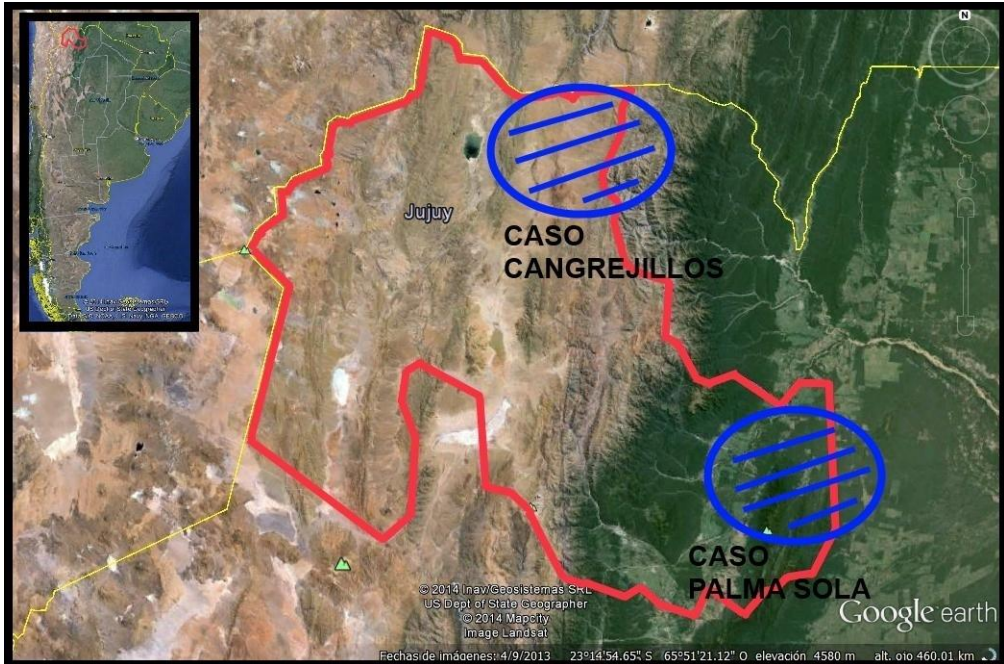 N
Jujuy
CASO
CANGREJILLOS
CASO
PALMA SOLA
© 2014 Inav/Geosistemas SRL
US Dept of State Geographer
© 2014 Mapcity
Image Landsat
Google earth
Fechas de imágenes: 4/9/2013 23°14'54.65" S 65°51'21.12" O elevación 4580 m alt. ojo 460.01 km